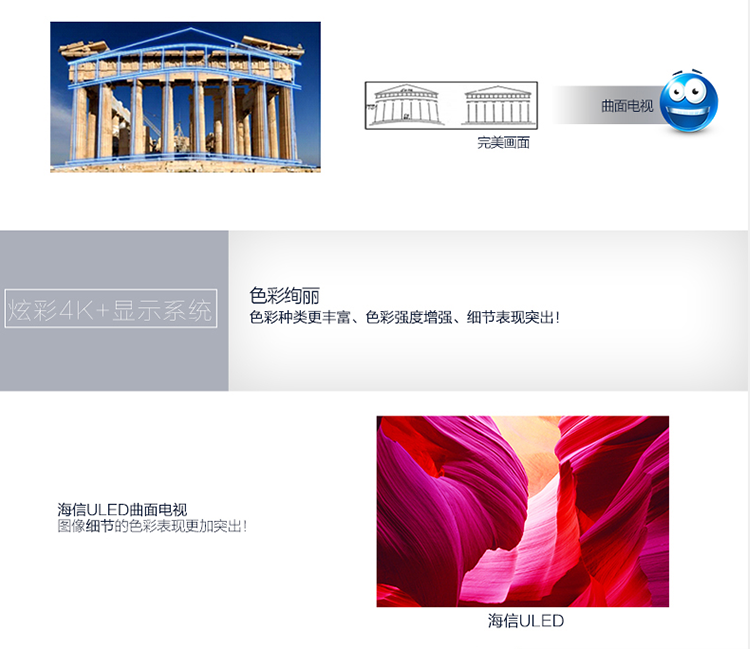 曲面电视
完美画面
炫彩4K+显示系统
色彩绚丽
色彩种类更丰富、色彩强度增强、细节表现突出！
海信ULED曲面电视
图像细节的色彩表现更加突出！
海信ULED